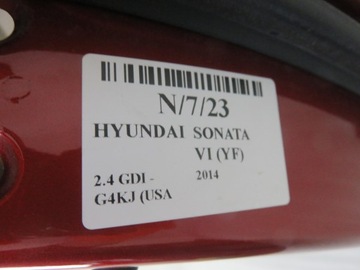 N/7/23
HYUNDAI SONATA
VI (YF)
2.4 GDI - 2014
G4KJ (USA